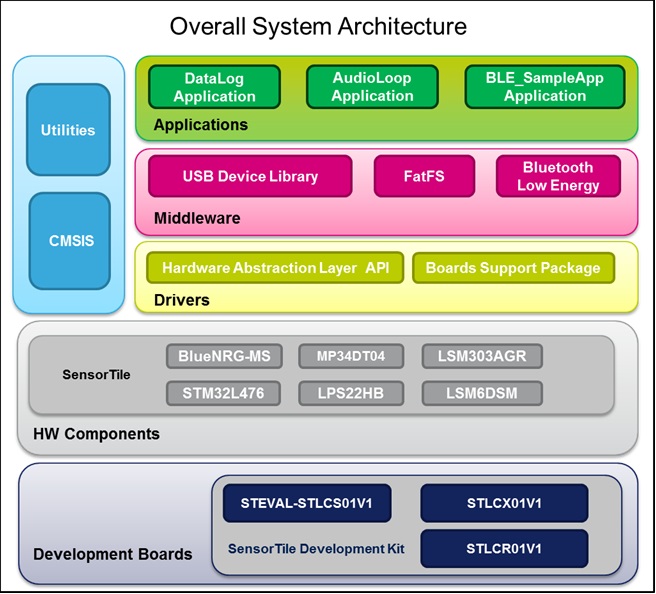 Overall System Architecture
Utilities
CMSIS
DataLog
Application
AudioLoop
Application
BLE_SampleApp
Application
Applications
USB Device Library
FatFS
Bluetooth
Low Energy
Middleware
Hardware Abstraction Layer API
Boards Support Package
Drivers
SensorTile
BlueNRG-MS
MP34DT04
LSM303AGR
STM32L476
LPS22HB
LSM6DSM
HW Components
STEVAL-STLCS01V1
STLCX01V1
SensorTile Development Kit
STLCR01V1
Development Boards